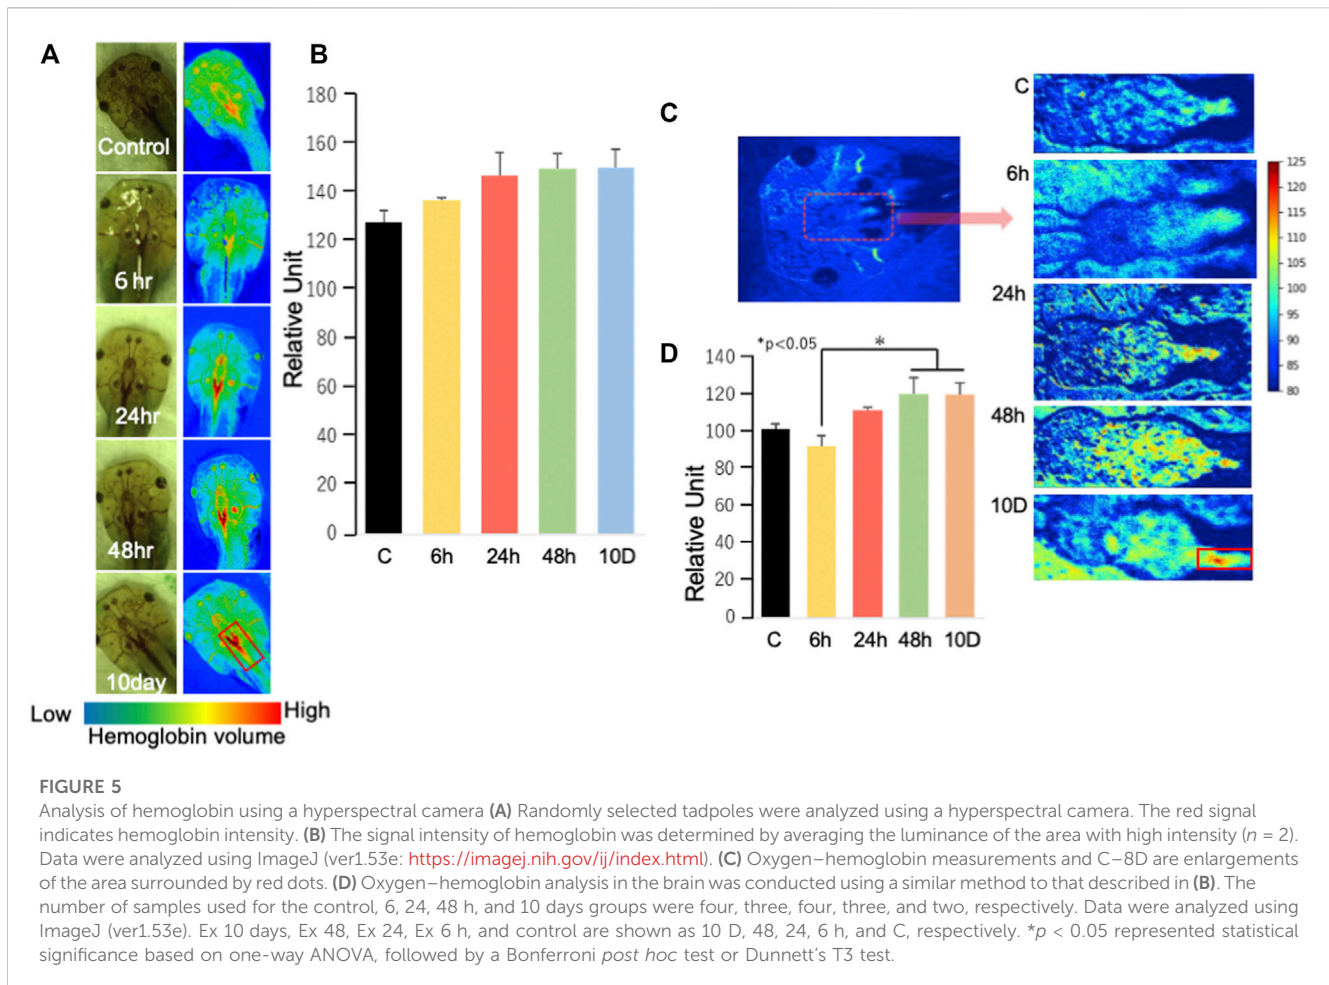 A
Control
6 hr
24hr
48hr
10day
Low
High
Hemoglobin volume
B
180
160
140
120
100
80
60
40
20
0
Relative Unit
C
6h
24h
48h
10D
C
C
6h
24h
48h
10D
125
120
115
110
105
100
95
90
85
80
D
*p<0.05
*
140
120
100
80
60
40
20
0
Relative Unit
C
6h
24h
48h
10D
FIGURE 5
Analysis of hemoglobin using a hyperspectral camera (A) Randomly selected tadpoles were analyzed using a hyperspectral camera. The red signal
indicates hemoglobin intensity. (B) The signal intensity of hemoglobin was determined by averaging the luminance of the area with high intensity (n = 2).
Data were analyzed using ImageJ (ver1.53e: https://imagej.nih.gov/ij/index.html). (C) Oxygen–hemoglobin measurements and C–8D are enlargements
of the area surrounded by red dots. (D) Oxygen–hemoglobin analysis in the brain was conducted using a similar method to that described in (B). The
number of samples used for the control, 6, 24, 48 h, and 10 days groups were four, three, four, three, and two, respectively. Data were analyzed using
ImageJ (ver1.53e). Ex 10 days, Ex 48, Ex 24, Ex 6 h, and control are shown as 10 D, 48, 24, 6 h, and C, respectively. *p < 0.05 represented statistical
significance based on one-way ANOVA, followed by a Bonferroni post hoc test or Dunnett's T3 test.